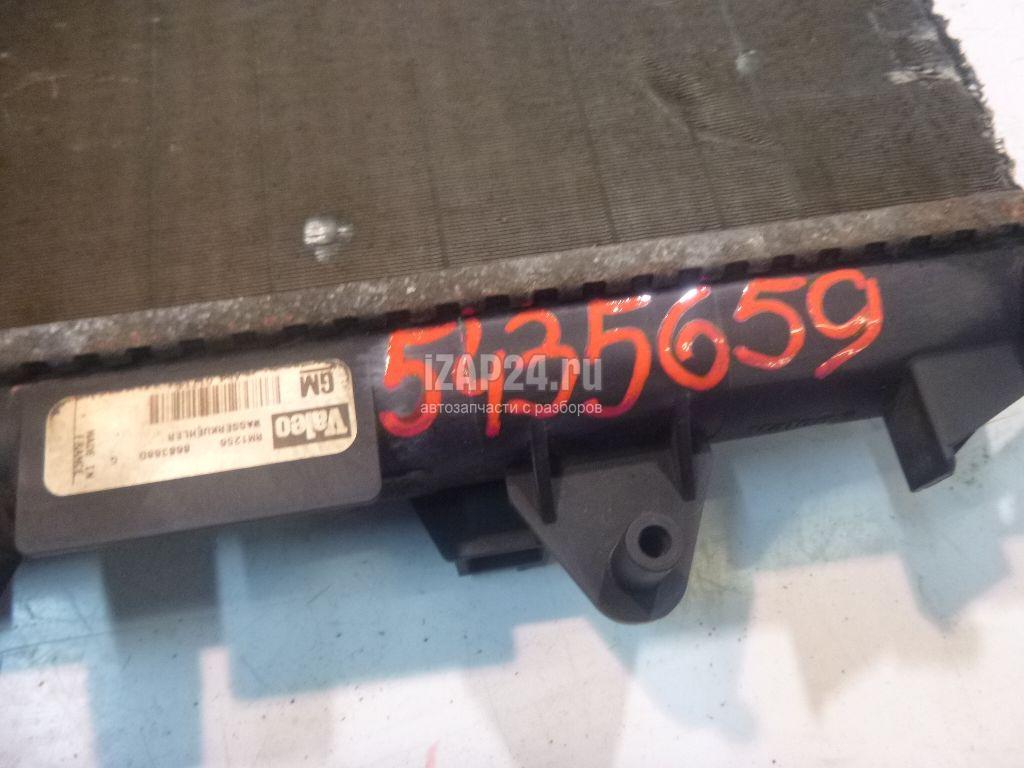 5435659
iZAP24.ru
автозапчасти с разборов
GM
Valeo
RM1256
WASSERKUEHLER
MADE IN
FRANCE